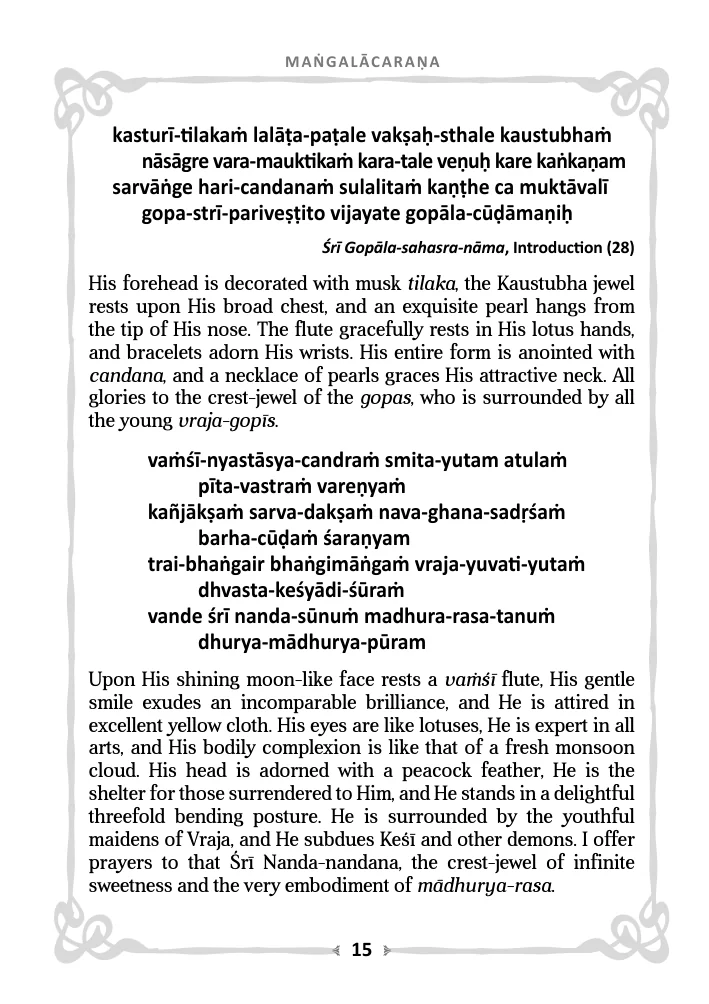 MAṄGALĀCARAṆA
kasturī-tilakaṁ lalāṭa-paṭale vakṣaḥ-sthale kaustubhaṁ
nāsāgre vara-mauktikaṁ kara-tale veṇuḥ kare kaṅkaṇam
sarvāṅge hari-candanaṁ sulalitaṁ kaṇṭhe ca muktāvalī
gopa-strī-pariveṣṭito vijayate gopāla-cūḍāmaṇiḥ
Śrī Gopāla-sahasra-nāma, Introduction (28)
His forehead is decorated with musk tilaka, the Kaustubha jewel
rests upon His broad chest, and an exquisite pearl hangs from
the tip of His nose. The flute gracefully rests in His lotus hands,
and bracelets adorn His wrists. His entire form is anointed with
candana, and a necklace of pearls graces His attractive neck. All
glories to the crest-jewel of the gopas, who is surrounded by all
the young vraja-gopīs.
vaṁśī-nyastāsya-candraṁ smita-yutam atulaṁ
pīta-vastraṁ vareṇyaṁ
kañjākṣaṁ sarva-dakṣaṁ nava-ghana-sadṛśaṁ
barha-cūḍaṁ śaraṇyam
trai-bhaṅgair bhaṅgimāṅgaṁ vraja-yuvati-yutaṁ
dhvasta-keśyādi-śūraṁ
vande śrī nanda-sūnuṁ madhura-rasa-tanuṁ
dhurya-mādhurya-pūram
Upon His shining moon-like face rests a vaṁśī flute, His gentle
smile exudes an incomparable brilliance, and He is attired in
excellent yellow cloth. His eyes are like lotuses, He is expert in all
arts, and His bodily complexion is like that of a fresh monsoon
cloud. His head is adorned with a peacock feather, He is the
shelter for those surrendered to Him, and He stands in a delightful
threefold bending posture. He is surrounded by the youthful
maidens of Vraja, and He subdues Keśī and other demons. I offer
prayers to that Śrī Nanda-nandana, the crest-jewel of infinite
sweetness and the very embodiment of mādhurya-rasa.
15